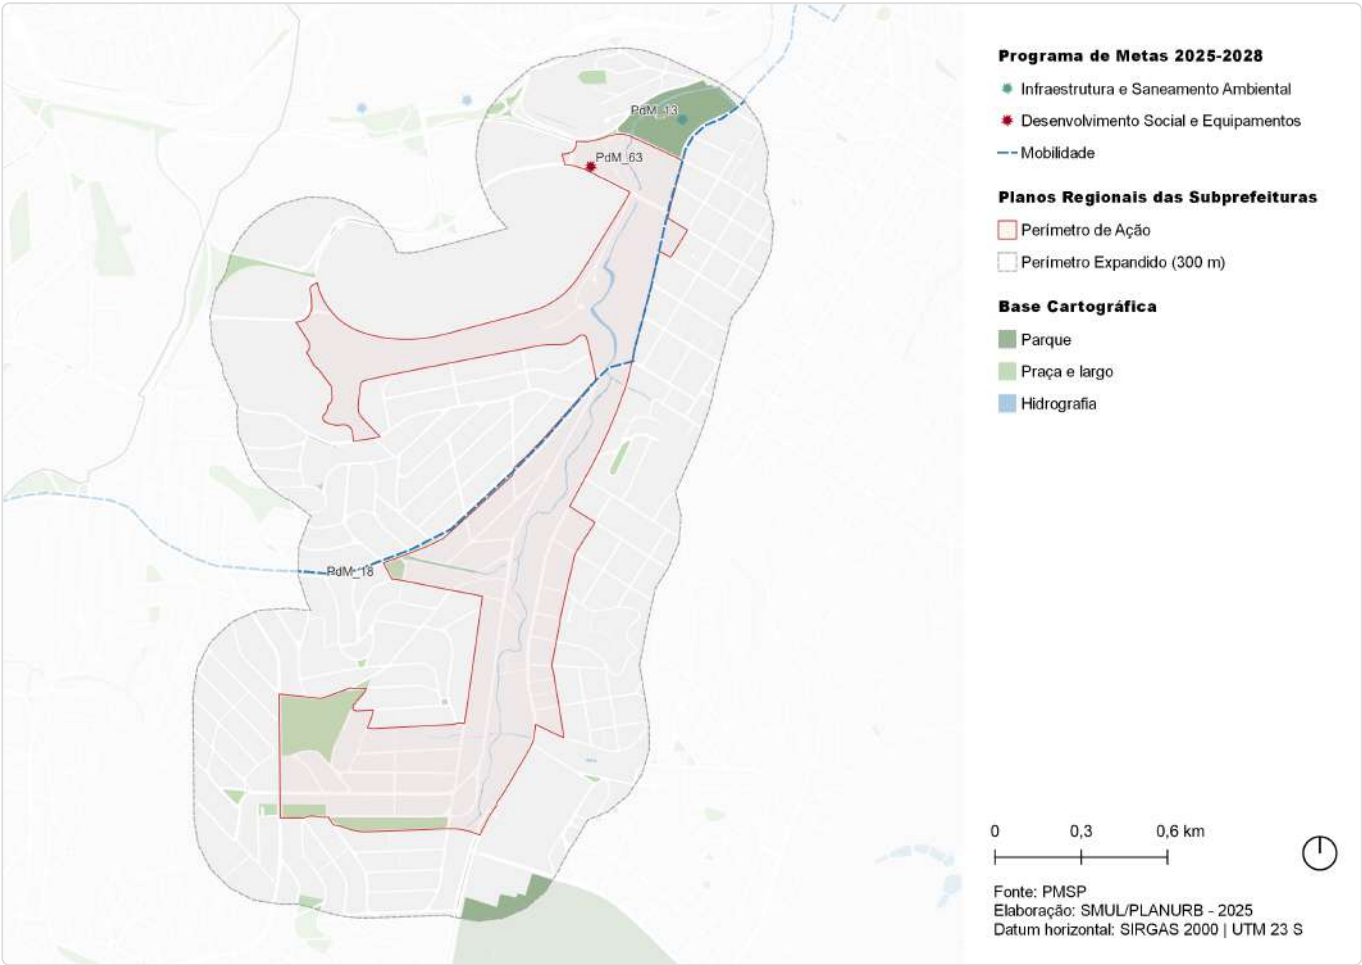 PdM_13
PdM_63
PdM_18
Programa de Metas 2025-2028
Infraestrutura e Saneamento Ambiental
Desenvolvimento Social e Equipamentos
Mobilidade
Planos Regionais das Subprefeituras
Perímetro de Ação
Perímetro Expandido (300 m)
Base Cartográfica
Parque
Praça e largo
Hidrografia
0 0,3 0,6 km
Fonte: PMSP
Elaboração: SMUL/PLANURB - 2025
Datum horizontal: SIRGAS 2000 | UTM 23 S